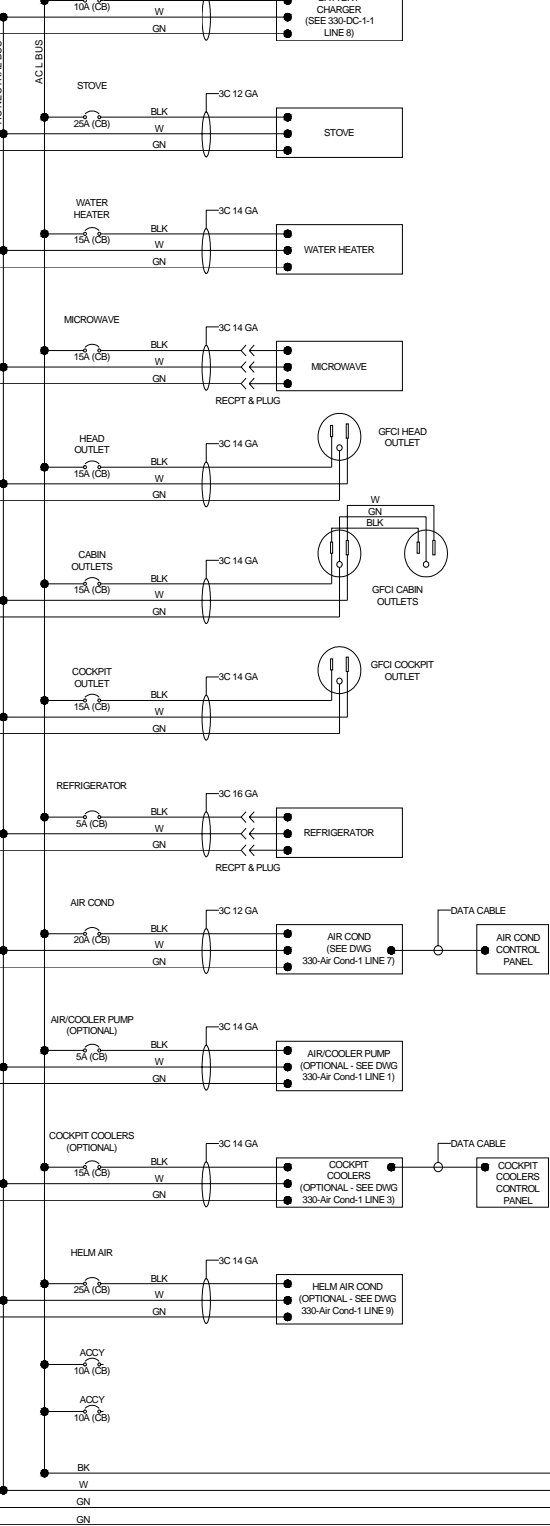 10A (CB)
W
GN
CHARGER
(SEE 330-DC-1-1
LINE 8)
AC L BUS
STOVE
25A (CB)
BLK
W
GN
3C 12 GA
STOVE
WATER
HEATER
15A (CB)
BLK
W
GN
3C 14 GA
WATER HEATER
MICROWAVE
15A (CB)
BLK
W
GN
3C 14 GA
RECPT & PLUG
MICROWAVE
HEAD
OUTLET
15A (CB)
BLK
W
GN
3C 14 GA
GFCI HEAD
OUTLET
CABIN
OUTLETS
15A (CB)
BLK
W
GN
3C 14 GA
W
GN
BLK
GFCI CABIN
OUTLETS
COCKPIT
OUTLET
15A (CB)
BLK
W
GN
3C 14 GA
GFCI COCKPIT
OUTLET
REFRIGERATOR
5A (CB)
BLK
W
GN
3C 16 GA
RECPT & PLUG
REFRIGERATOR
AIR COND
20A (CB)
BLK
W
GN
3C 12 GA
AIR COND
(SEE DWG
330-Air Cond-1 LINE 7)
DATA CABLE
AIR COND
CONTROL
PANEL
AIR/COOLER PUMP
(OPTIONAL)
5A (CB)
BLK
W
GN
3C 14 GA
AIR/COOLER PUMP
(OPTIONAL - SEE DWG
330-Air Cond-1 LINE 1)
COCKPIT COOLERS
(OPTIONAL)
15A (CB)
BLK
W
GN
3C 14 GA
COCKPIT
COOLERS
(OPTIONAL - SEE DWG
330-Air Cond-1 LINE 3)
DATA CABLE
COCKPIT
COOLERS
CONTROL
PANEL
HELM AIR
25A (CB)
BLK
W
GN
3C 14 GA
HELM AIR COND
(OPTIONAL - SEE DWG
330-Air Cond-1 LINE 9)
ACCY
10A (CB)
ACCY
10A (CB)
BK
W
GN
GN